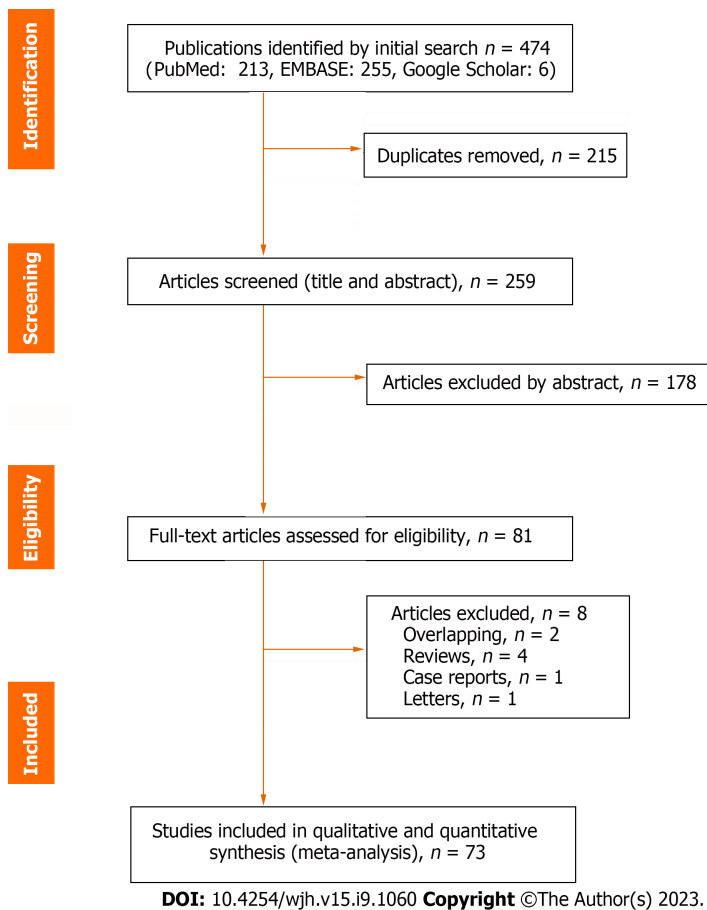 Identification
Publications identified by initial search n = 474
(PubMed: 213, EMBASE: 255, Google Scholar: 6)
Duplicates removed, n = 215
Screening
Articles screened (title and abstract), n = 259
Articles excluded by abstract, n = 178
Eligibility
Full-text articles assessed for eligibility, n = 81
Articles excluded, n = 8
Overlapping, n = 2
Reviews, n = 4
Case reports, n = 1
Letters, n = 1
Included
Studies included in qualitative and quantitative
synthesis (meta-analysis), n = 73
DOI: 10.4254/wjh.v15.i9.1060 Copyright ©The Author(s) 2023.